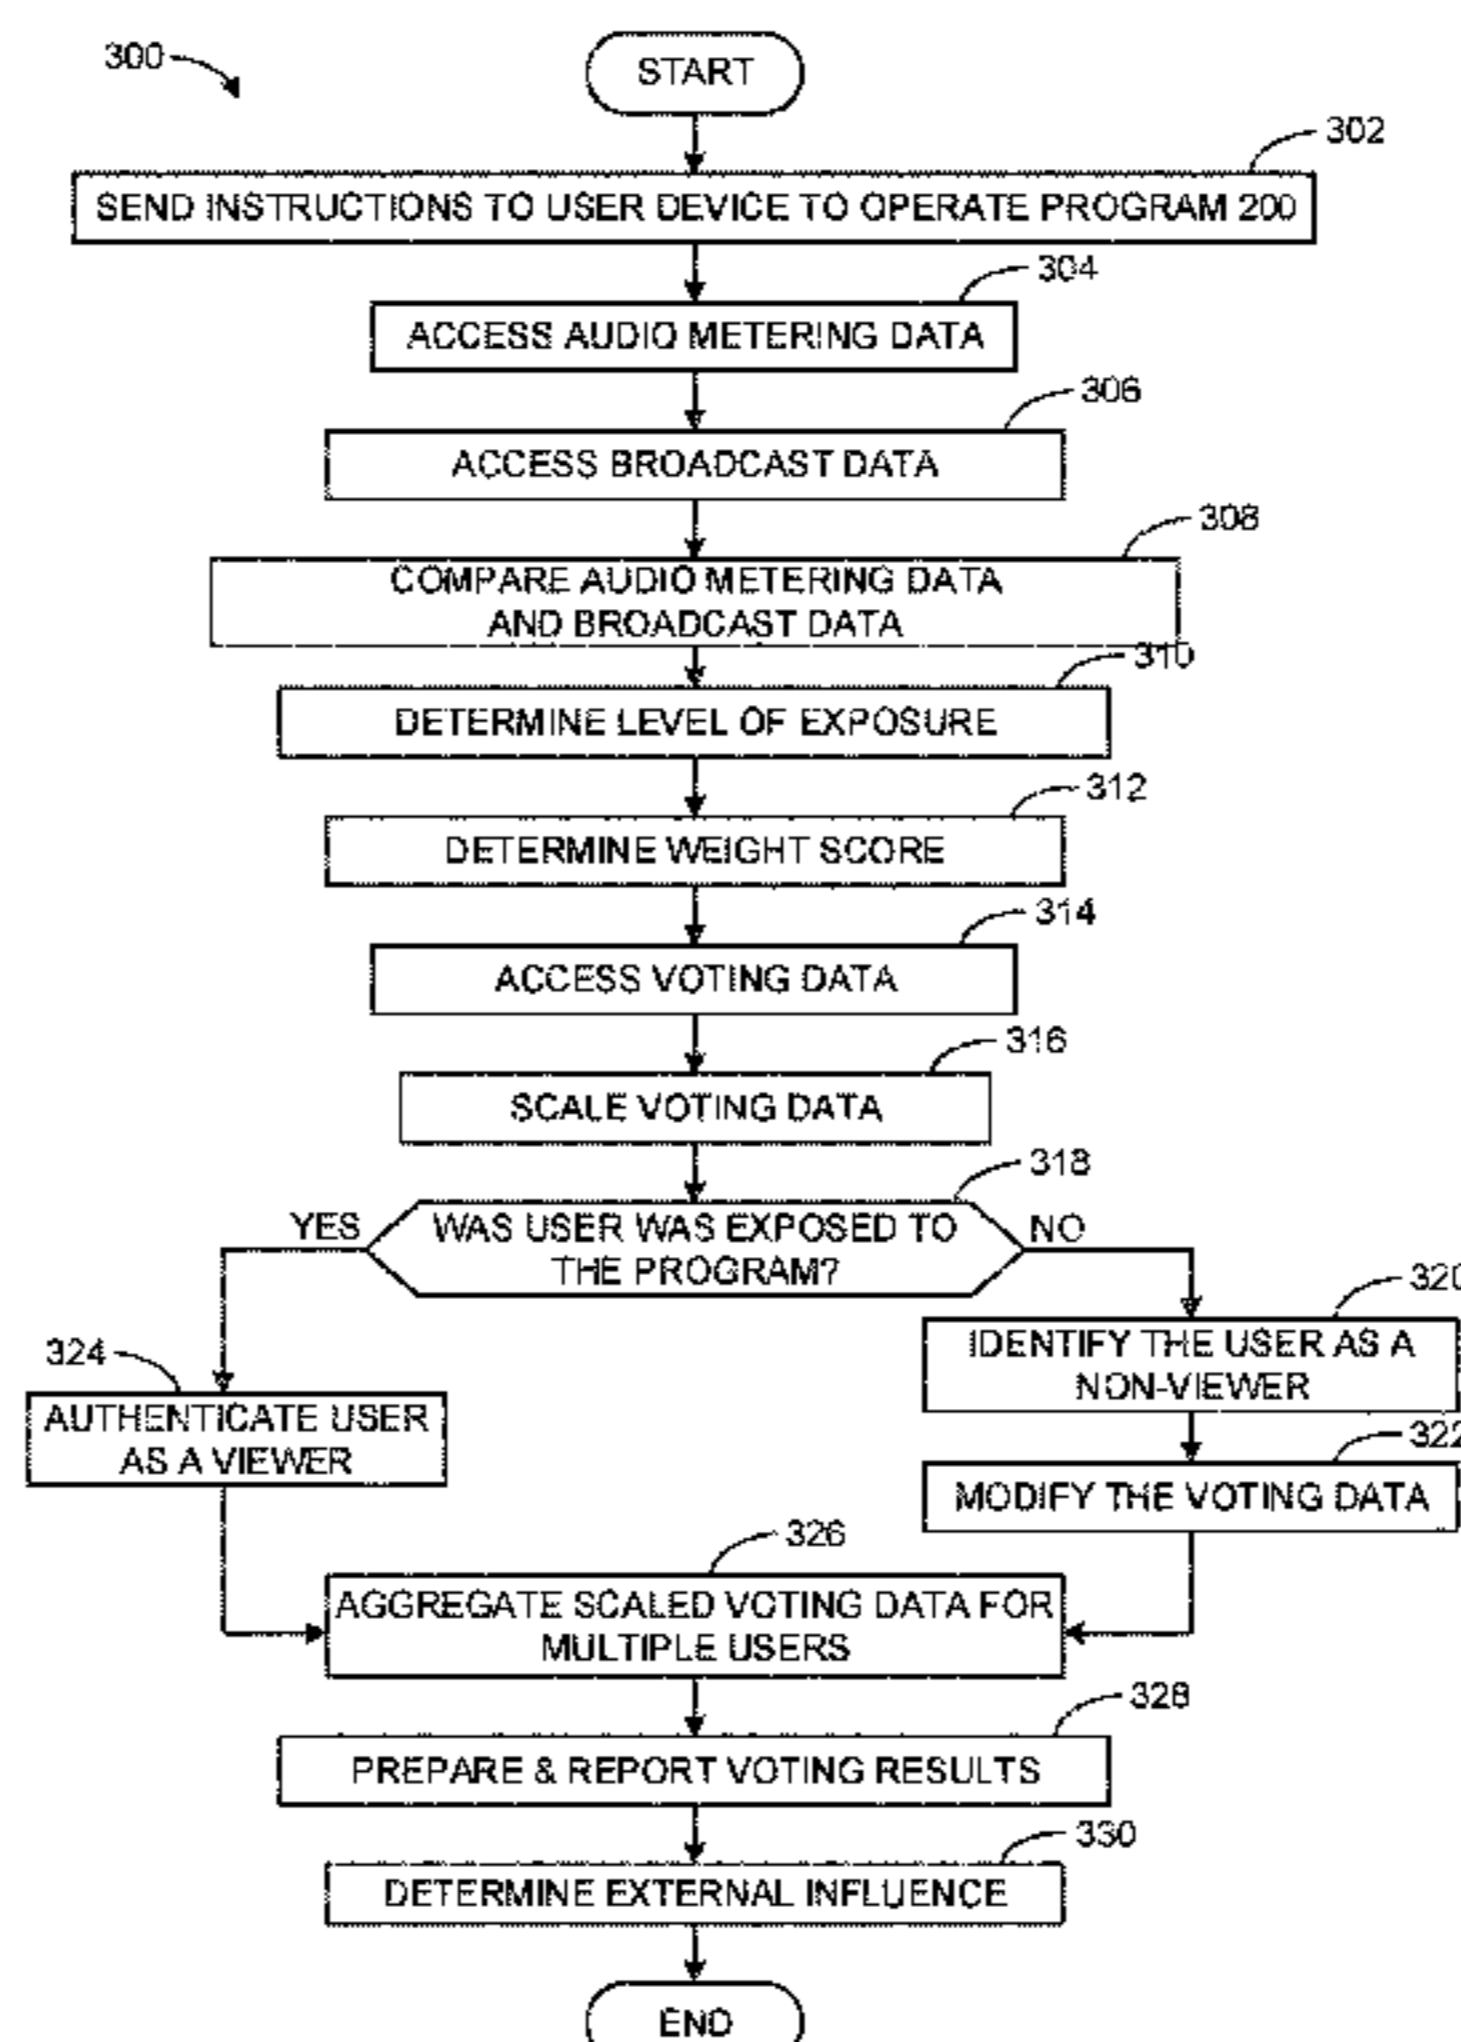 300
START
302
SEND INSTRUCTIONS TO USER DEVICE TO OPERATE PROGRAM 200
304
ACCESS AUDIO METERING DATA
306
ACCESS BROADCAST DATA
308
COMPARE AUDIO METERING DATA
AND BROADCAST DATA
310
DETERMINE LEVEL OF EXPOSURE
312
DETERMINE WEIGHT SCORE
314
ACCESS VOTING DATA
316
SCALE VOTING DATA
318
YES
WAS USER WAS EXPOSED TO
THE PROGRAM?
NO
320
IDENTIFY THE USER AS A
NON-VIEWER
324
AUTHENTICATE USER
AS A VIEWER
322
MODIFY THE VOTING DATA
326
AGGREGATE SCALED VOTING DATA FOR
MULTIPLE USERS
328
PREPARE & REPORT VOTING RESULTS
330
DETERMINE EXTERNAL INFLUENCE
END